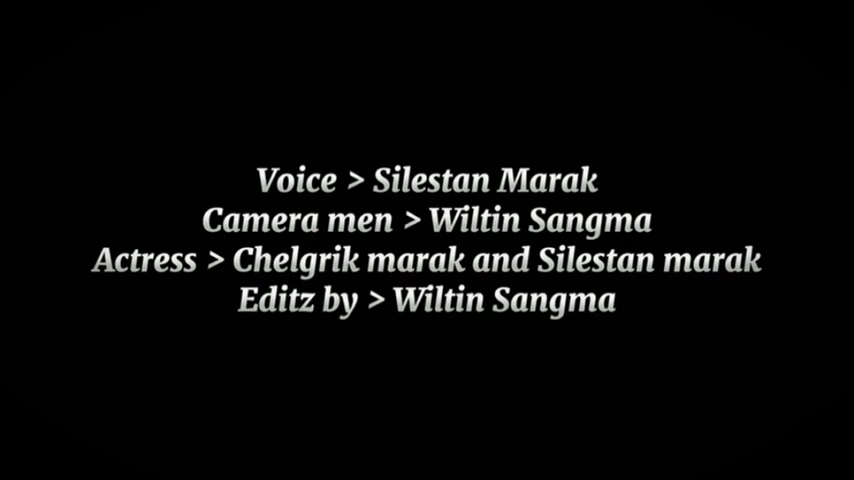 Voice > Silestan Marak
Camera men > Wiltin Sangma
Actress > Chelgrik marak and Silestan marak
Editz by > Wiltin Sangma